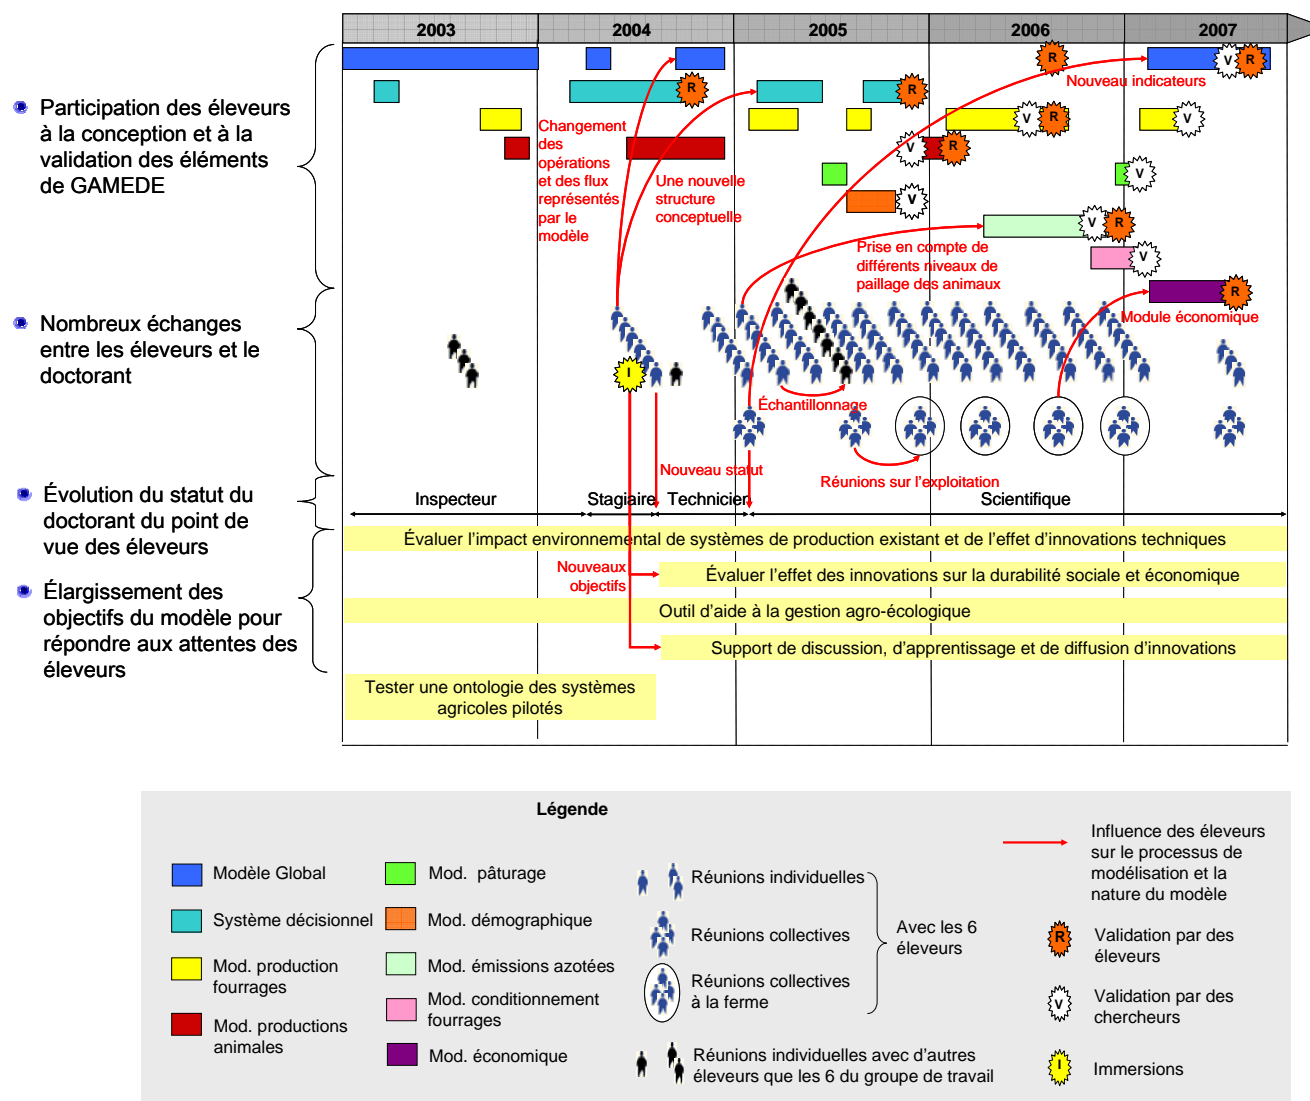 2003
2004
2005
2006
2007
Participation des éleveurs
à la conception et à la
validation des éléments
de GAMEDE
Nombreux échanges
entre les éleveurs et le
doctorant
Évolution du statut du
doctorant du point de
vue des éleveurs
Élargissement des
objectifs du modèle pour
répondre aux attentes des
éleveurs
R
V
R
Nouveau indicateurs
R
R
V
R
V
Changement
des
opérations
et des flux
représentés
par le
modèle
V
R
Une nouvelle
structure
conceptuelle
V
V
V
R
Prise en compte de
différents niveaux de
paillage des animaux
V
R
Module économique
I
Échantillonnage
Nouveau statut
Réunions sur l'exploitation
Inspecteur
Stagiaire
Technicien
Scientifique
Évaluer l'impact environnemental de systèmes de production existant et de l'effet d'innovations techniques
Nouveaux
objectifs
Évaluer l'effet des innovations sur la durabilité sociale et économique
Outil d'aide à la gestion agro-écologique
Support de discussion, d'apprentissage et de diffusion d'innovations
Tester une ontologie des systèmes
agricoles pilotés
Légende
Modèle Global
Système décisionnel
Mod. production
fourrages
Mod. productions
animales
Mod. pâturage
Mod. démographique
Mod. émissions azotées
Mod. conditionnement
fourrages
Mod. économique
Réunions individuelles
Réunions collectives
Réunions collectives
à la ferme
Avec les 6
éleveurs
Réunions individuelles avec d'autres
éleveurs que les 6 du groupe de travail
Influence des éleveurs
sur le processus de
modélisation et la
nature du modèle
R
Validation par des
éleveurs
V
Validation par des
chercheurs
I
Immersions